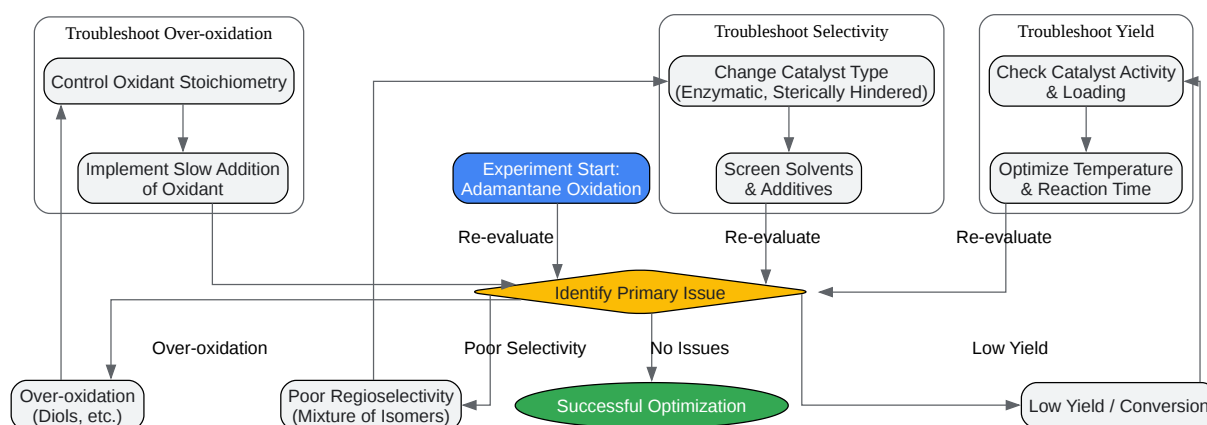 Troubleshoot Over-oxidation
Control Oxidant Stoichiometry
Implement Slow Addition
of Oxidant
Troubleshoot Selectivity
Change Catalyst Type
(Enzymatic, Sterically Hindered)
Screen Solvents
& Additives
Troubleshoot Yield
Check Catalyst Activity
& Loading
Optimize Temperature
& Reaction Time
Experiment Start:
Adamantane Oxidation
Re-evaluate
Re-evaluate
Re-evaluate
Identify Primary Issue
Over-oxidation
Poor Selectivity
No Issues
Low Yield
Over-oxidation
(Diols, etc.)
Poor Regioselectivity
(Mixture of Isomers)
Successful Optimization
Low Yield / Conversion